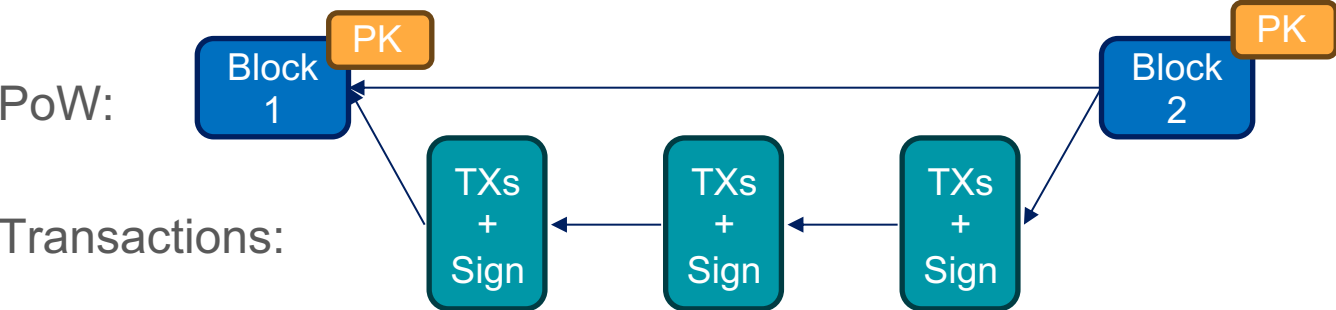 PK
PK
Block
1
Block
2
PoW:
TXs
+
Sign
TXs
+
Sign
TXs
+
Sign
Transactions: